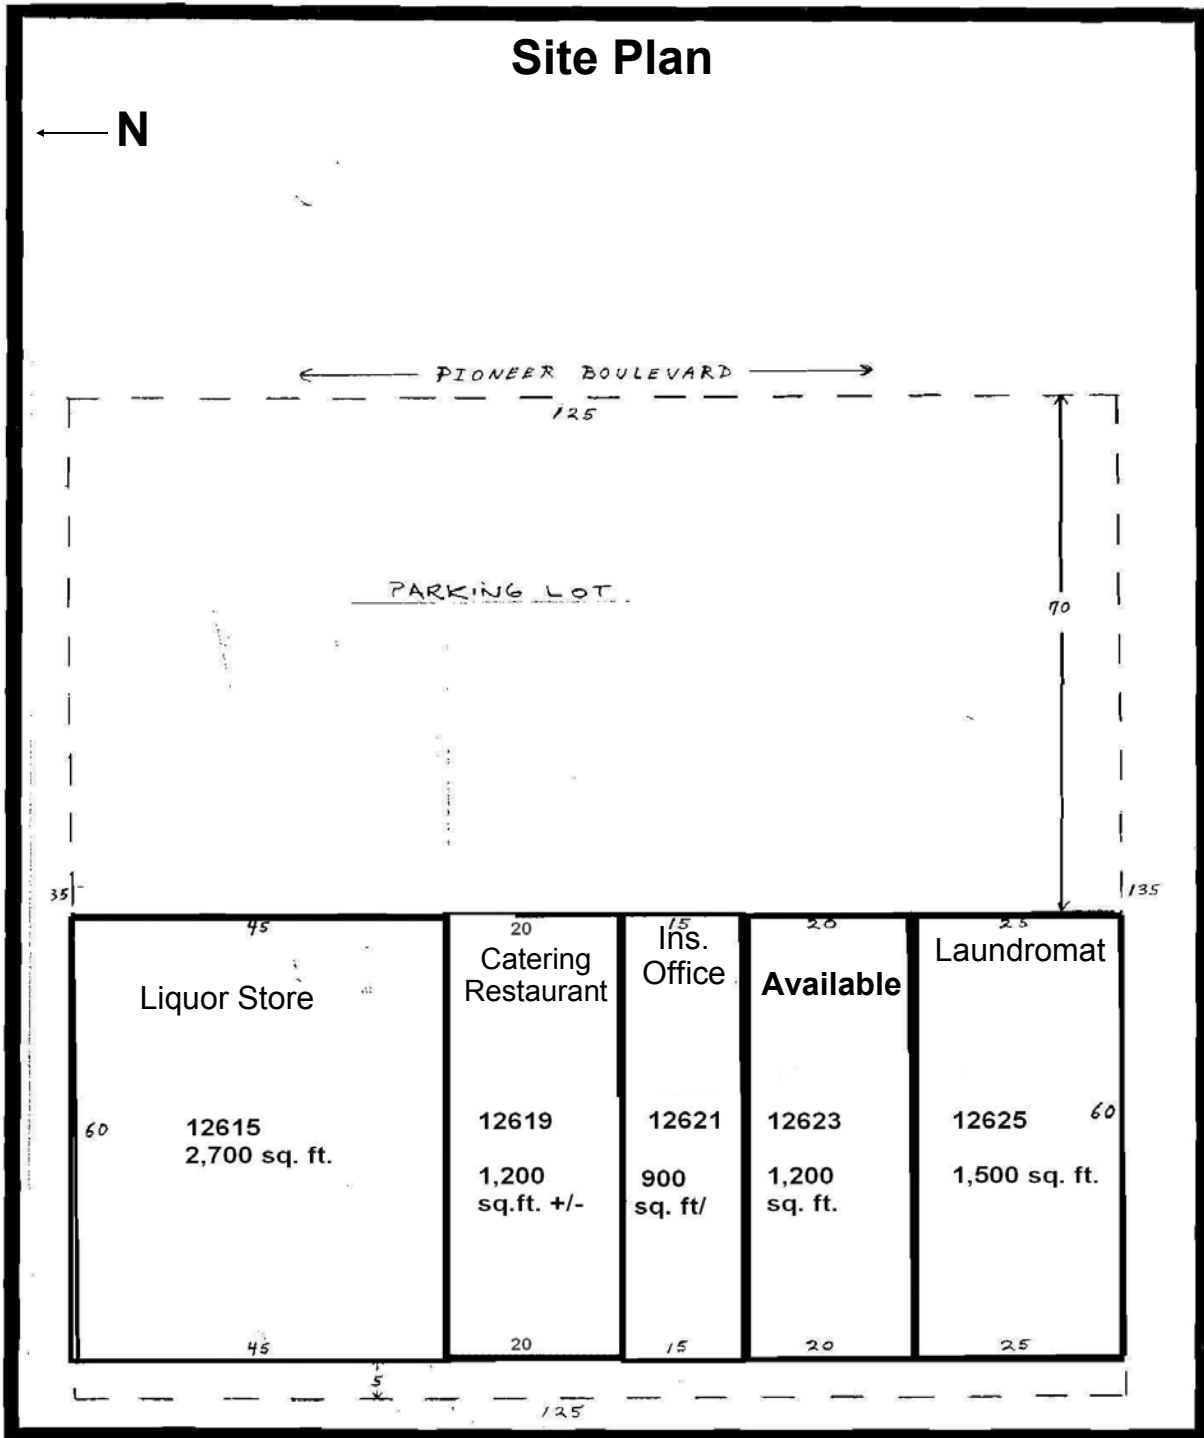 Site Plan
N
PIONEER BOULEVARD
125
PARKING LOT
70
35
135
45
20
15
20
25
Liquor Store
Catering
Restaurant
Ins.
Office
Available
Laundromat
60
12615
2,700 sq. ft.
12619
1,200
sq.ft. +/-
12621
900
sq. ft/
12623
1,200
sq. ft.
12625
1,500 sq. ft.
60
45
20
15
20
25
5
125